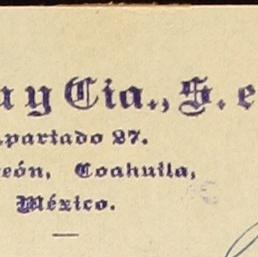 a y Cia., S. e
partado 27.
eón, Coahuila,
México.